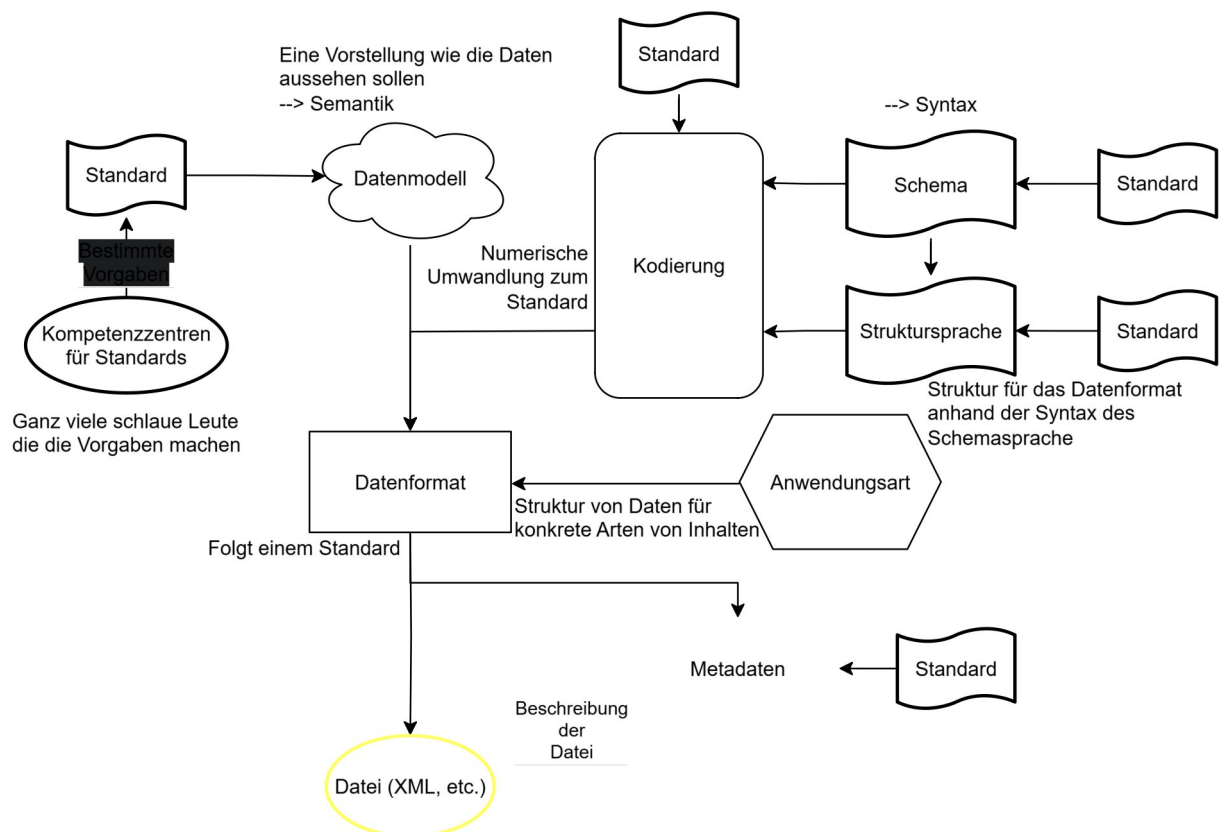 Eine Vorstellung wie die Daten
aussehen sollen
--> Semantik
Standard
--> Syntax
Standard
Datenmodell
Schema
Standard
Bestimmte
Vorgaben
Numerische
Umwandlung zum
Standard
Kodierung
Kompetenzzentren
für Standards
Struktursprache
Standard
Struktur für das Datenformat
anhand der Syntax des
Schemasprache
Ganz viele schlaue Leute
die die Vorgaben machen
Datenformat
Anwendungsart
Struktur von Daten für
konkrete Arten von Inhalten
Folgt einem Standard
Metadaten
Standard
Beschreibung
der
Datei
Datei (XML, etc.)